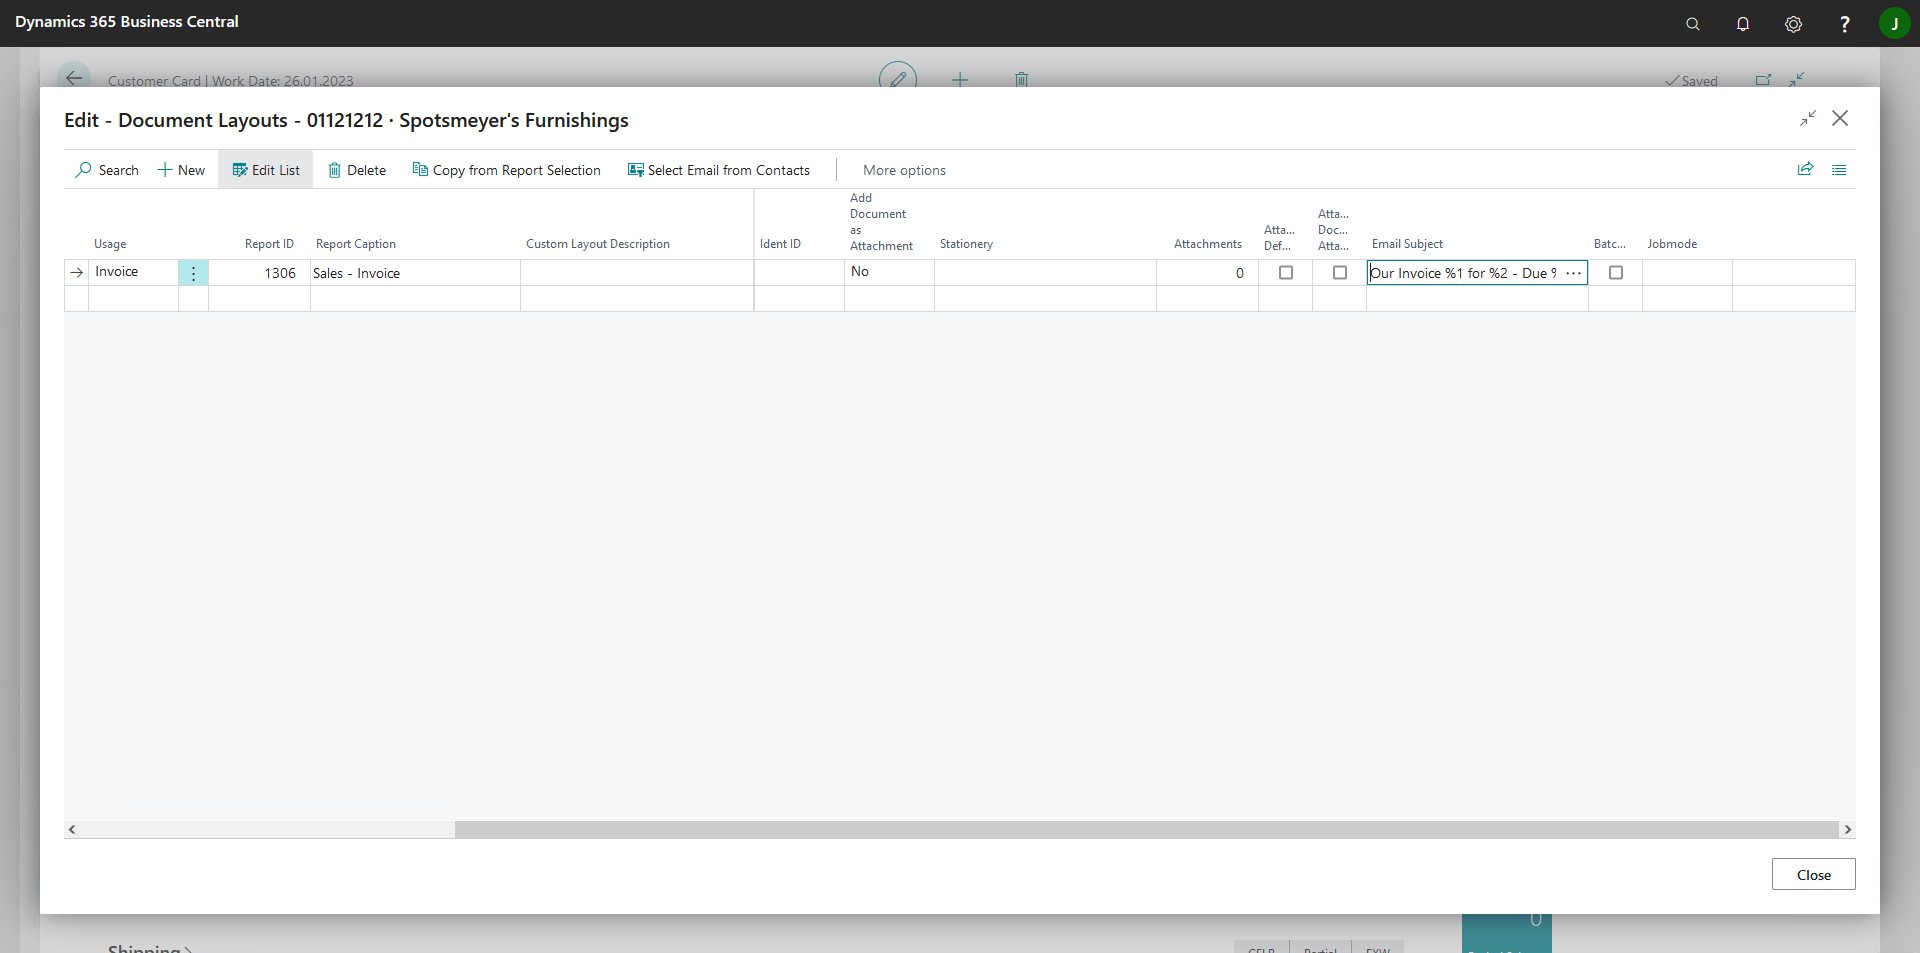 Dynamics 365 Business Central
?
J
Customer Card | Work Date: 26.01.2023
Saved
Edit - Document Layouts - 01121212 · Spotsmeyer's Furnishings
Search
New
Edit List
Delete
Copy from Report Selection
Select Email from Contacts
More options
Usage
Report ID
Report Caption
Custom Layout Description
Ident ID
Add
Document
as
Attachment
Stationery
Attachments
Atta...
Def...
Atta...
Doc...
Atta...
Email Subject
Batc...
Jobmode
Invoice
1306
Sales - Invoice
No
0
Our Invoice %1 for %2 - Due %
Close
0
Shipping
Partial